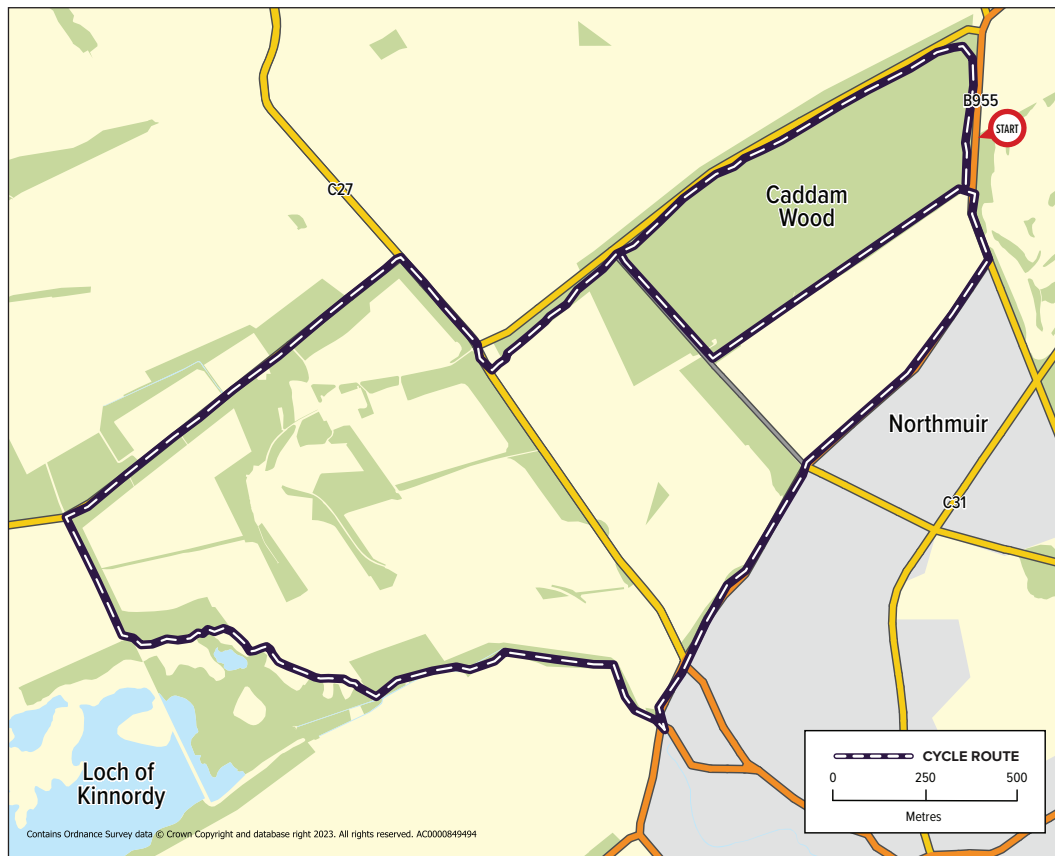 B955
START
C27
Caddam
Wood
Northmuir
C31
CYCLE ROUTE
0 250 500
Metres
Loch of
Kinnordy
Contains Ordnance Survey data © Crown Copyright and database right 2023. All rights reserved. AC0000849494